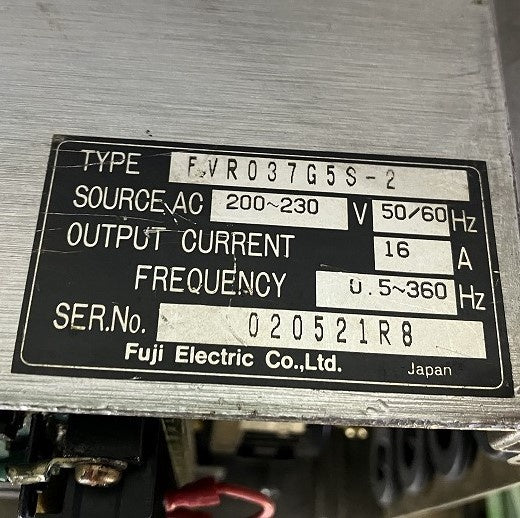 TYPE FVR037G5S-2
SOURCE AC 200~230 V 50/60 Hz
OUTPUT CURRENT 16 A
FREQUENCY 0.5~360 Hz
SER.No. 020521R8
Fuji Electric Co.,Ltd. Japan